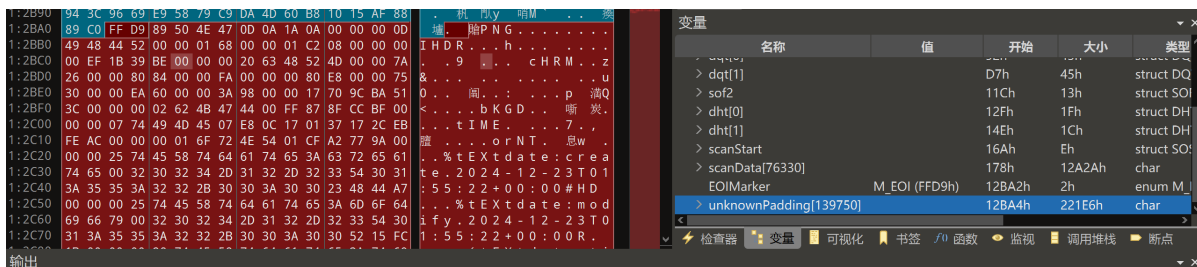 1:2B90 94 3C 96 69 E9 58 79 C9 DA 4D 60 B8 10 15 AF 88
1:2BA0 89 C0 FF D9 89 50 4E 47 0D 0A 1A 0A 00 00 00 0D
1:2BB0 49 48 44 52 00 00 01 68 00 00 01 C2 08 00 00 00 IHDR...h........
1:2BC0 00 EF 1B 39 BE 00 00 00 20 63 48 52 4D 00 00 7A
1:2BD0 26 00 00 80 84 00 00 FA 00 00 00 80 E8 00 00 75
1:2BE0 30 00 00 EA 60 00 00 3A 98 00 00 17 70 9C BA 51
1:2BF0 3C 00 00 00 02 62 4B 47 44 00 FF 87 8F CC BF 00
1:2C00 00 00 07 74 49 4D 45 07 E8 0C 17 01 37 17 2C EB ...tIME. ...7.,
1:2C10 FE AC 00 00 00 01 6F 72 4E 54 01 CF A2 77 9A 00
1:2C20 00 00 25 74 45 58 74 64 61 74 65 3A 63 72 65 61 ..%tEXtdate:crea
1:2C30 74 65 00 32 30 32 34 2D 31 32 2D 32 33 54 30 31 te.2024-12-23T01
1:2C40 3A 35 35 3A 32 32 2B 30 30 3A 30 30 23 48 44 A7 :55:22+00:00#HD
1:2C50 00 00 00 25 74 45 58 74 64 61 74 65 3A 6D 6F 64 ...%tEXtdate:mod
1:2C60 69 66 79 00 32 30 32 34 2D 31 32 2D 32 33 54 30 ify.2024-12-23T0
1:2C70 31 3A 35 35 3A 32 32 2B 30 30 3A 30 30 52 15 FC 1:55:22+00:00R.
输出
变量
名称 值 开始 大小 类型
> dqt[1] D7h 45h struct DQ
> sof2 11Ch 13h struct SO
> dht[0] 12Fh 1Fh struct DH
> dht[1] 14Eh 1Ch struct DH
> scanStart 16Ah Eh struct SO
> scanData[76330] 178h 12A2Ah char
EOIMarker M_EOI (FFD9h) 12BA2h 2h enum M_
> unknownPadding[139750] 12BA4h 221E6h char
检查器 变量 可视化 书签 f() 函数 监视 调用堆栈 断点